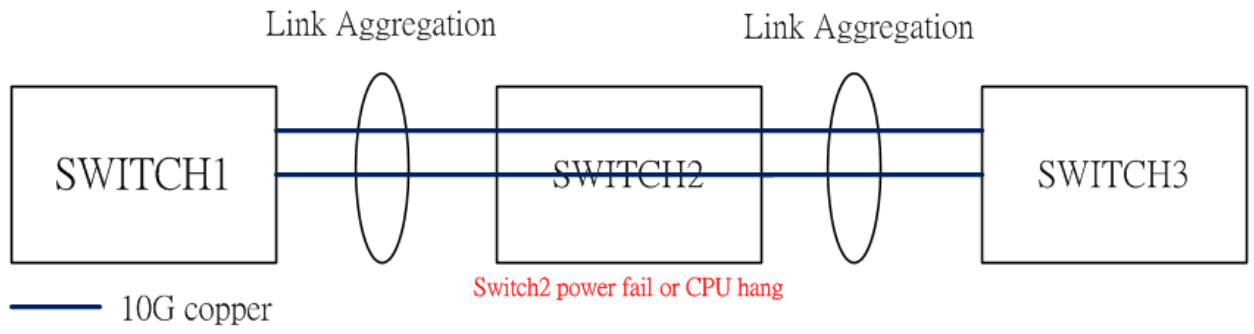 Link Aggregation
Link Aggregation
SWITCH1
SWITCH2
SWITCH3
Switch2 power fail or CPU hang
10G copper